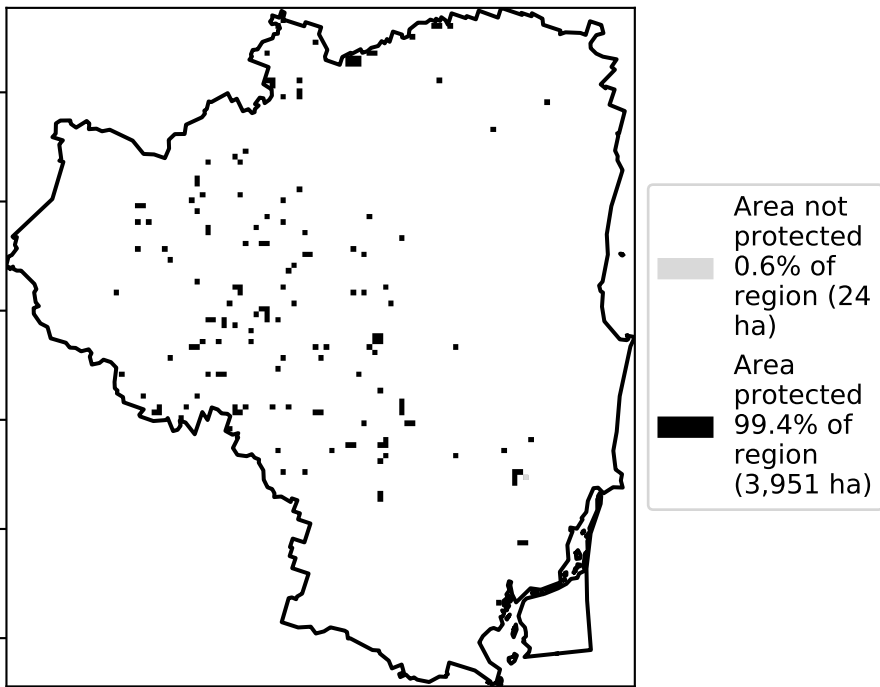 Area not
protected
0.6% of
region (24
ha)
Area
protected
99.4% of
region
(3,951 ha)